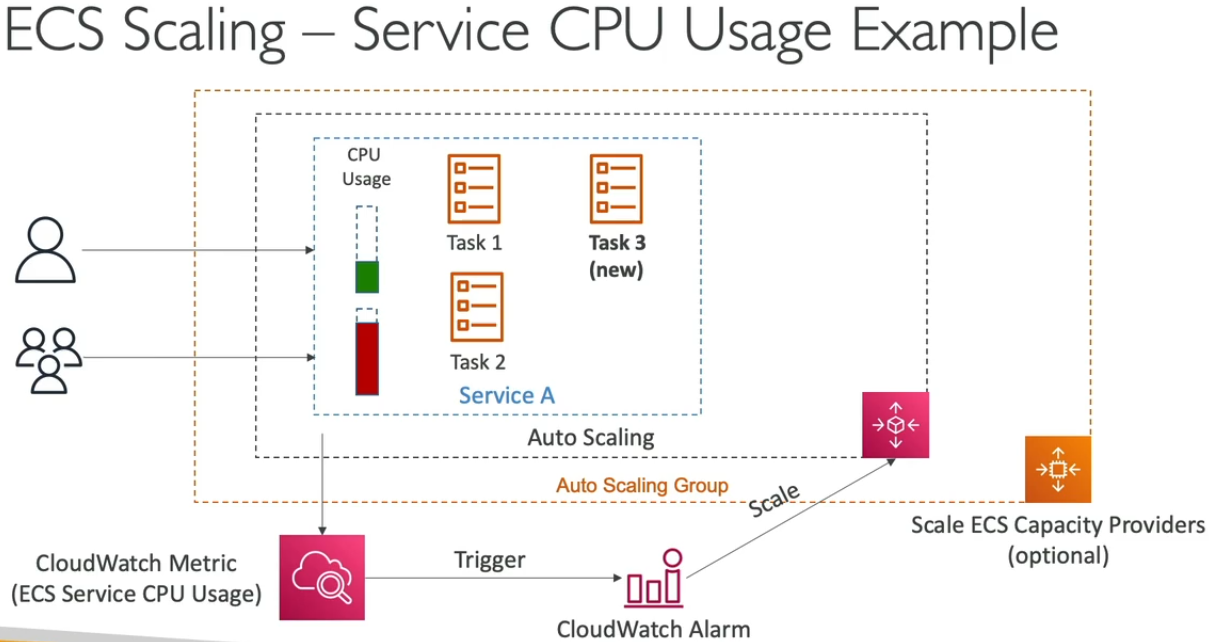 ECS Scaling – Service CPU Usage Example
CPU
Usage
Task 1
Task 3
(new)
Task 2
Service A
Auto Scaling
Auto Scaling Group
Scale
Scale ECS Capacity Providers
(optional)
CloudWatch Metric
(ECS Service CPU Usage)
Trigger
CloudWatch Alarm